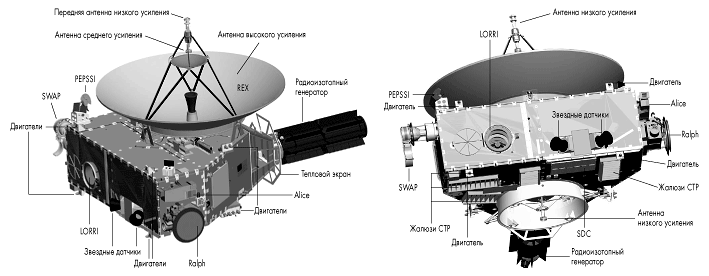 Передняя антенна низкого усиления
Антенна среднего усиления
Антенна высокого усиления
REX
PEPSSI
SWAP
Двигатели
Радиоизотопный
генератор
Тепловой экран
Alice
Двигатели
LORRI
Звездные датчики
Двигатели
Ralph
Антенна низкого усиления
LORRI
PEPSSI
Двигатель
Двигатель
Alice
Звездные датчики
Ralph
Двигатель
SWAP
Жалюзи СТР
Жалюзи СТР
Двигатель
SDC
Антенна
низкого усиления
Радиоизотопный
генератор